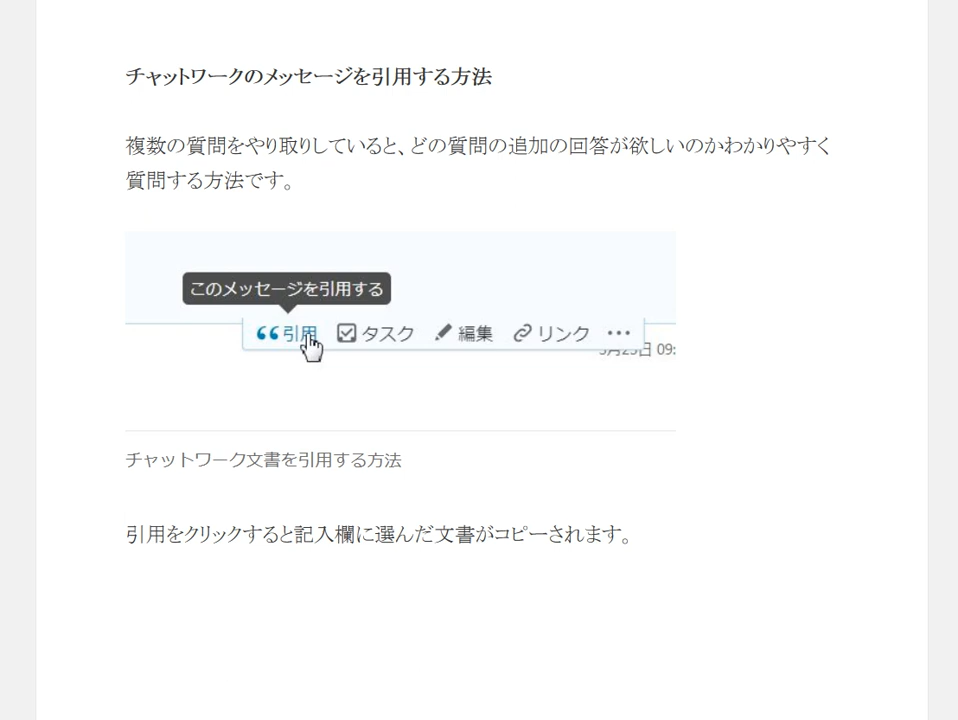 チャットワークのメッセージを引用する方法
複数の質問をやり取りしていると、どの質問の追加の回答が欲しいのかわかりやすく
質問する方法です。
このメッセージを引用する
引用 タスク 編集 リンク
月25日 09:
チャットワーク文書を引用する方法
引用をクリックすると記入欄に選んだ文書がコピーされます。